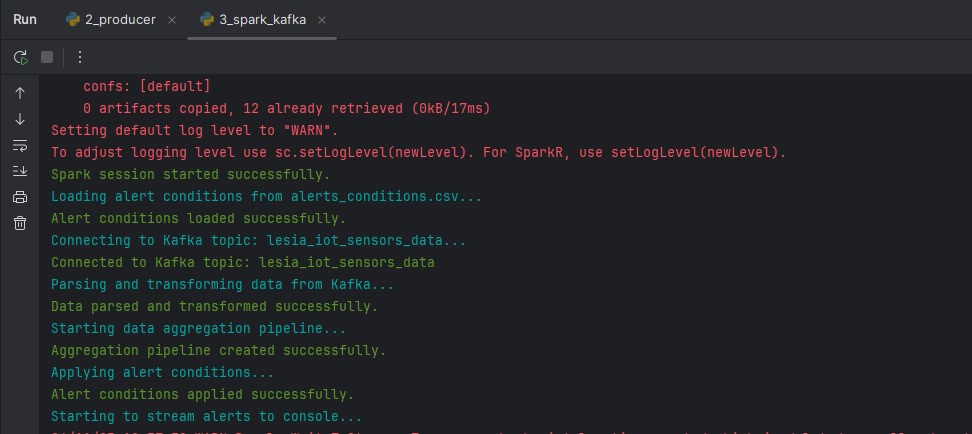 Run 2_producer 3_spark_kafka
confs: [default]
0 artifacts copied, 12 already retrieved (0kB/17ms)
Setting default log level to "WARN".
To adjust logging level use sc.setLogLevel(newLevel). For SparkR, use setLogLevel(newLevel).
Spark session started successfully.
Loading alert conditions from alerts_conditions.csv...
Alert conditions loaded successfully.
Connecting to Kafka topic: lesia_iot_sensors_data...
Connected to Kafka topic: lesia_iot_sensors_data
Parsing and transforming data from Kafka...
Data parsed and transformed successfully.
Starting data aggregation pipeline...
Aggregation pipeline created successfully.
Applying alert conditions...
Alert conditions applied successfully.
Starting to stream alerts to console...